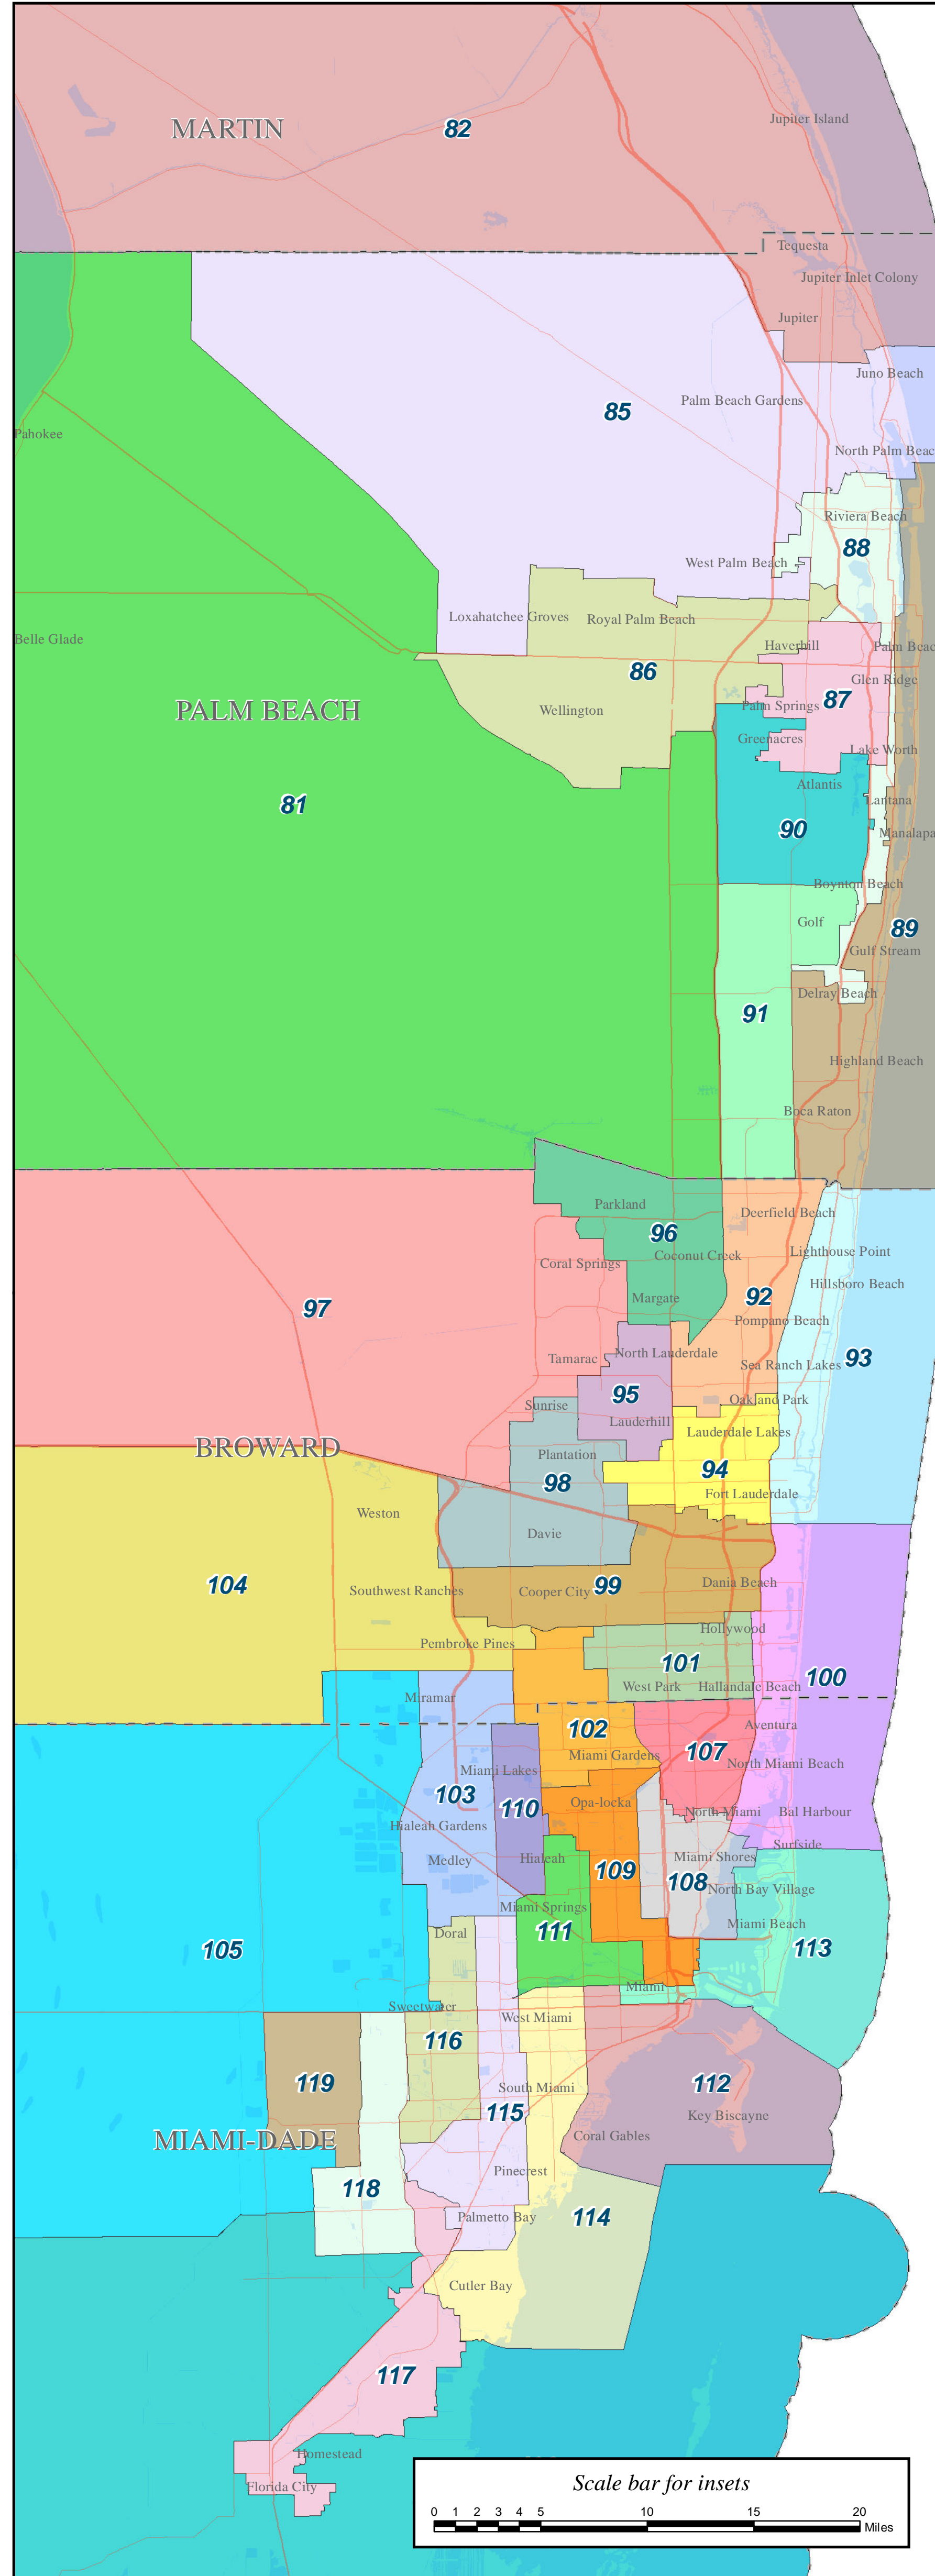 Jupiter Island
MARTIN
82
Tequesta
Jupiter Inlet Colony
Jupiter
Juno Beach
Palm Beach Gardens
85
Pahokee
North Palm Beac
Riviera Beach
88
West Palm Beach
Loxahatchee Groves
Royal Palm Beach
Belle Glade
Haverhill
Palm Beac
86
Glen Ridge
87
Palm Springs
PALM BEACH
Wellington
Greenacres
Lake Worth
Atlantis
Lantana
81
90
Manalapa
Boynton Beach
Golf
89
Gulf Stream
Delray Beach
91
Highland Beach
Boca Raton
Parkland
Deerfield Beach
96
Coconut Creek
Lighthouse Point
Coral Springs
Hillsboro Beach
Margate
92
97
Pompano Beach
North Lauderdale
Tamarac
Sea Ranch Lakes
93
95
Oakland Park
Sunrise
Lauderhill
Lauderdale Lakes
BROWARD
Plantation
94
98
Fort Lauderdale
Weston
Davie
104
Southwest Ranches
Cooper City
99
Dania Beach
Hollywood
Pembroke Pines
101
100
West Park
Hallandale Beach
Miramar
102
Aventura
107
Miami Gardens
North Miami Beach
Miami Lakes
103
110
Opa-locka
North Miami
Bal Harbour
Hialeah Gardens
Surfside
Medley
Hialeah
Miami Shores
109
108
North Bay Village
Miami Springs
Miami Beach
Doral
111
105
113
Miami
Sweetwater
West Miami
116
119
South Miami
112
115
Key Biscayne
MIAMI-DADE
Coral Gables
Pinecrest
118
Palmetto Bay
114
Cutler Bay
117
Homestead
Florida City
Scale bar for insets
0 1 2 3 4 5 10 15 20
Miles